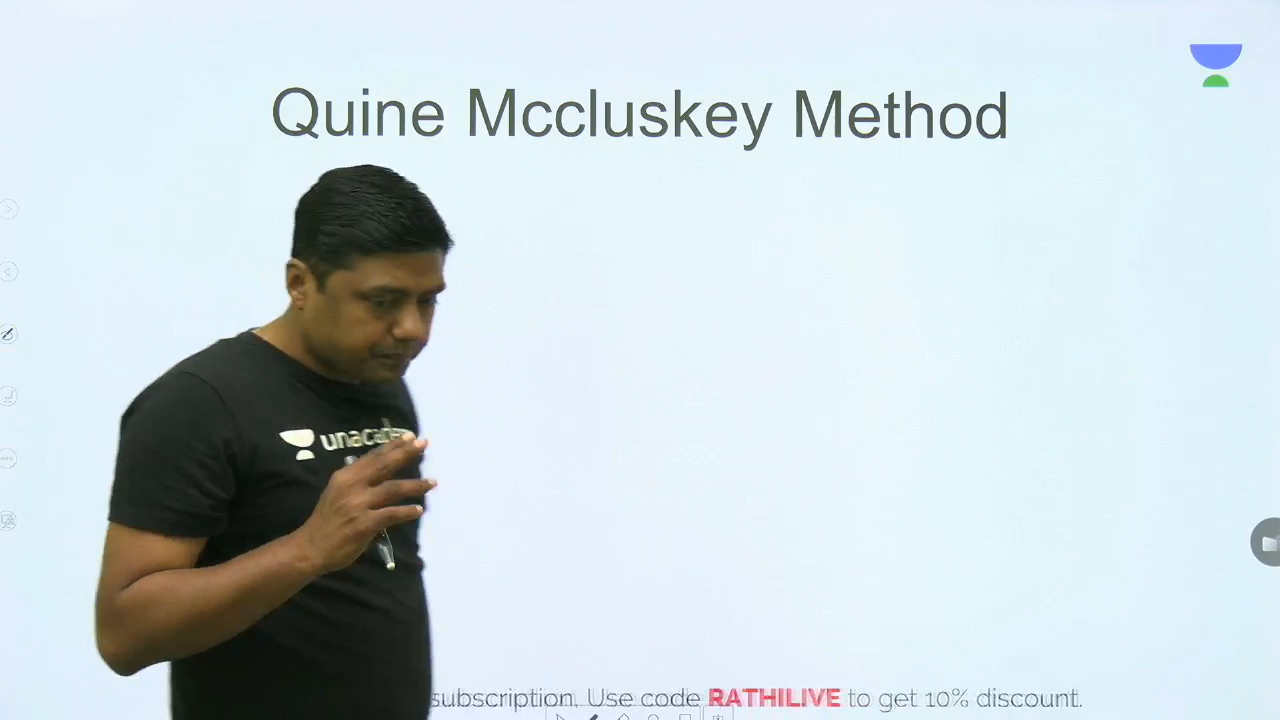 Quine Mccluskey Method
subscription, Use code RATHILIVE to get 10% discount.